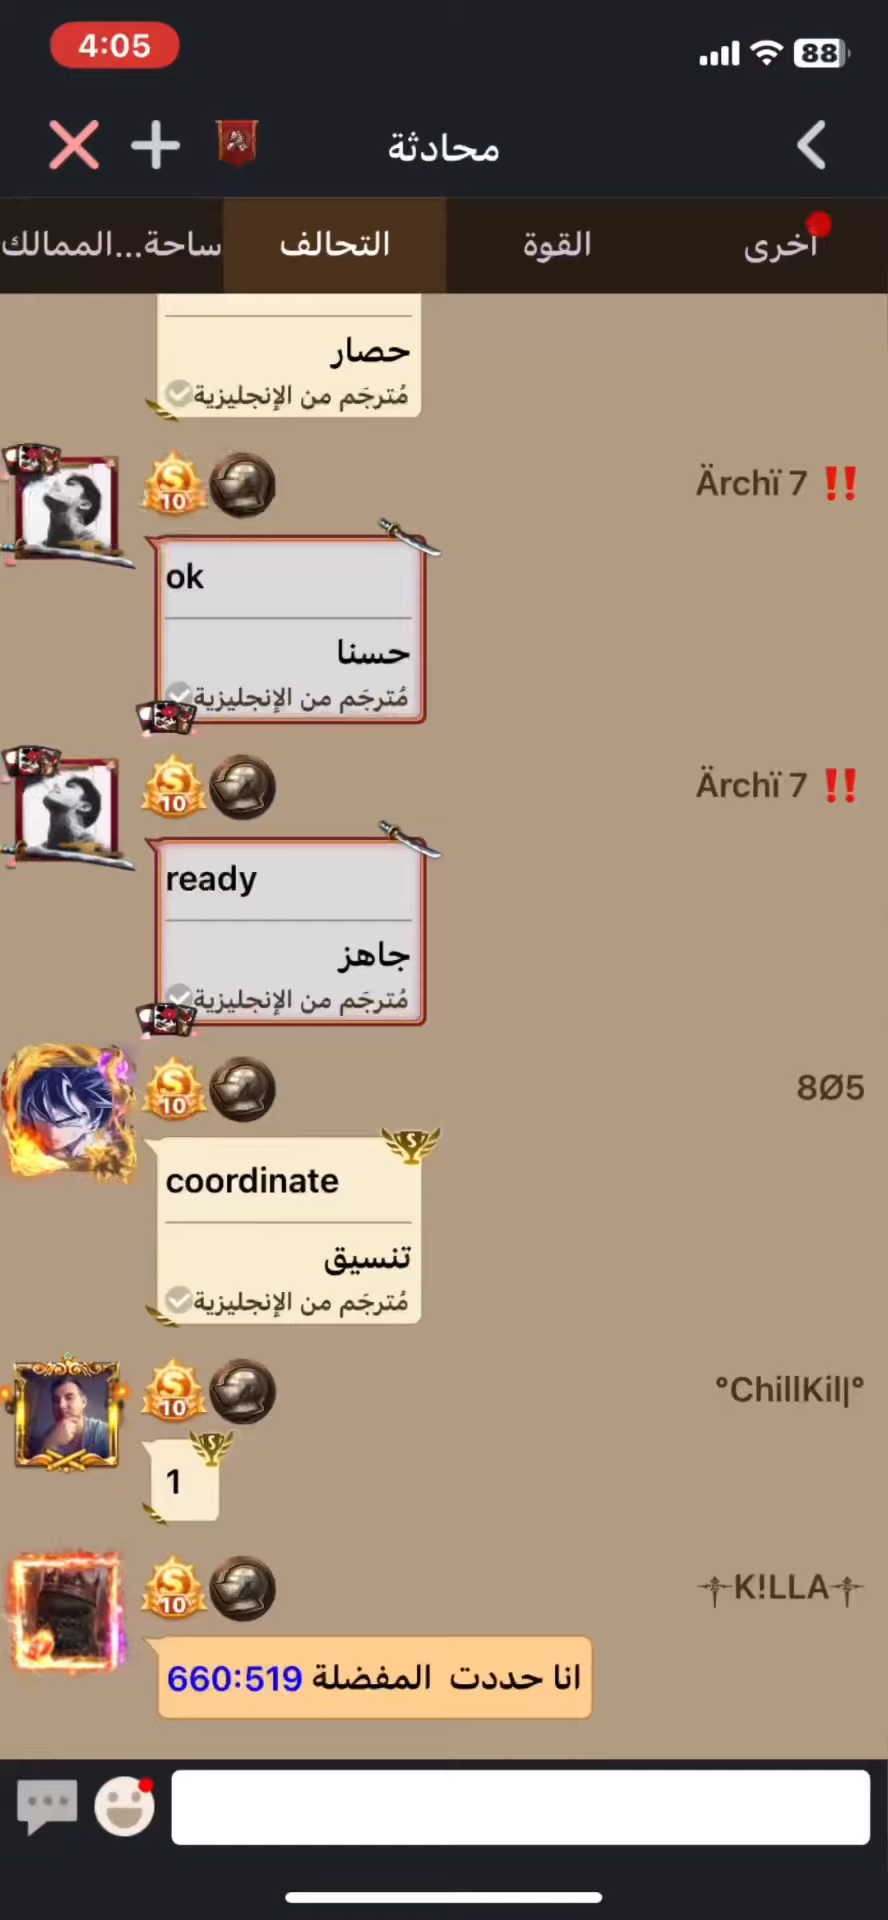 4:05
88
محادثة
أخرى
القوة
التحالف
ساحة...الممالك
حصار
مُترجَم من الإنجليزية
Ärchï 7 ‼️
S
10
ok
حسنا
مُترجَم من الإنجليزية
Ärchï 7 ‼️
S
10
ready
جاهز
مُترجَم من الإنجليزية
8Ø5
S
10
coordinate
تنسيق
مُترجَم من الإنجليزية
°ChillKil|°
S
10
1
⸸K!LLA⸸
S
10
انا حددت المفضلة 660:519